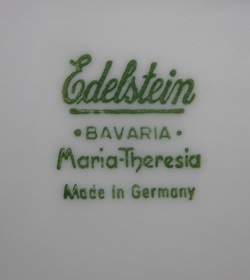 Edelstein
• BAVARIA •
Maria-Theresia
Made in Germany